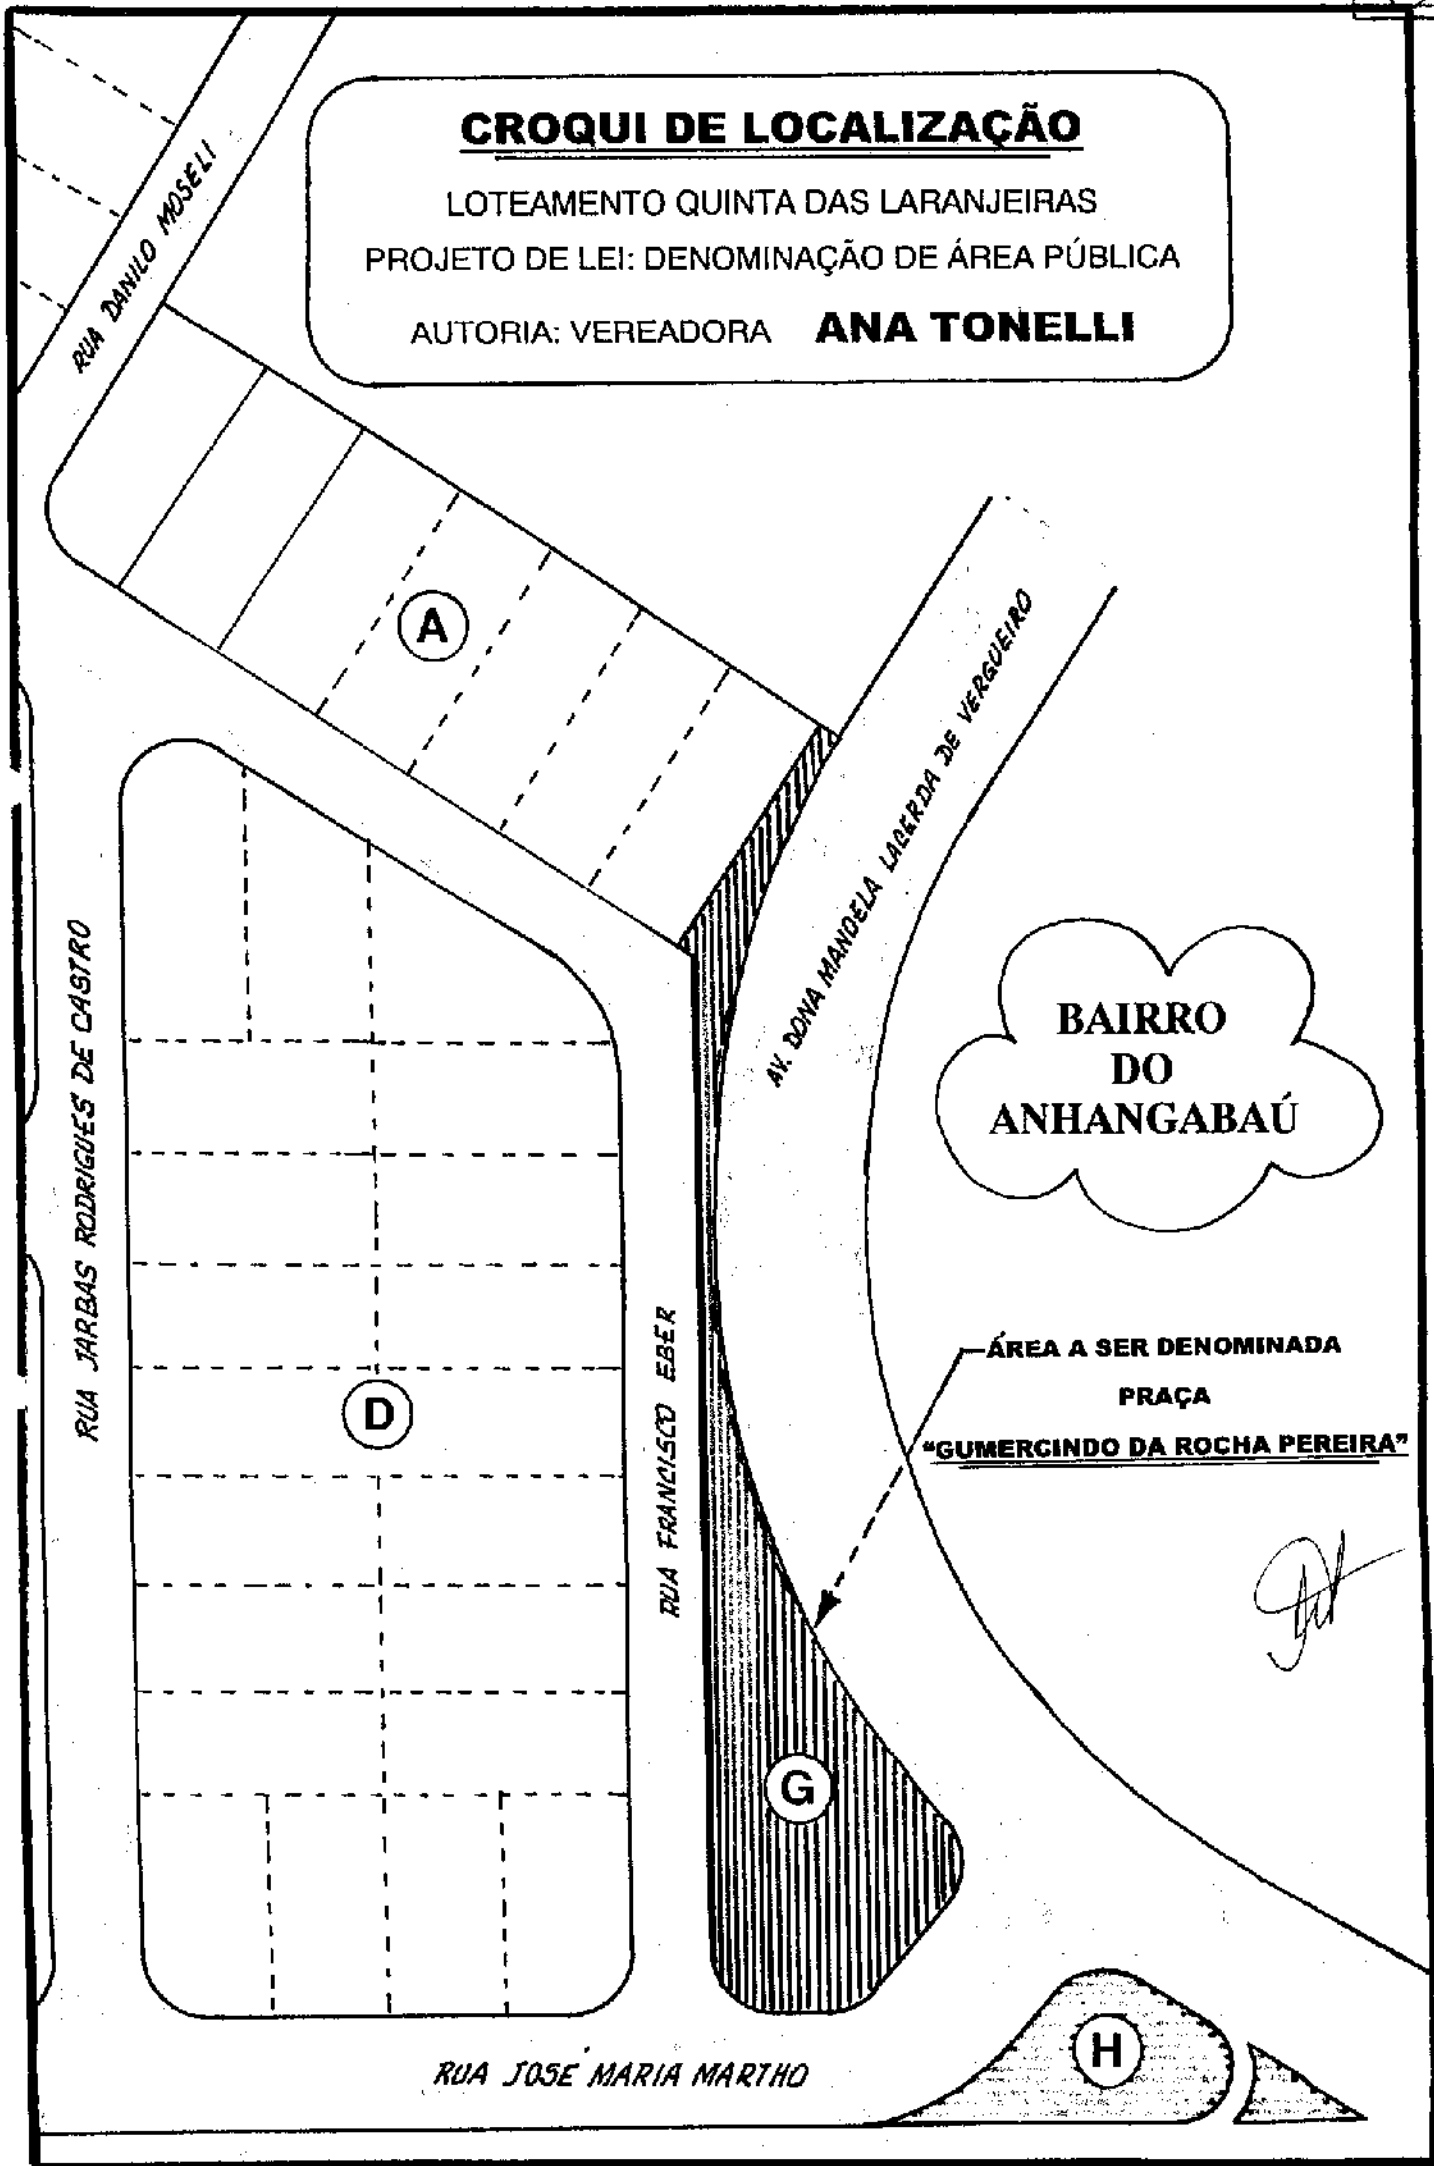 CROQUI DE LOCALIZAÇÃO
LOTEAMENTO QUINTA DAS LARANJEIRAS
PROJETO DE LEI: DENOMINAÇÃO DE ÁREA PÚBLICA
AUTORIA: VEREADORA ANA TONELLI
RUA DANILO MOSELI
A
AV. DONA MANDELA LACERDA DE VERGUEIRO
RUA JARBAS RODRIGUES DE CASTRO
BAIRRO
DO
ANHANGABAÚ
RUA FRANCISCO EBER
ÁREA A SER DENOMINADA
PRAÇA
"GUMERCINDO DA ROCHA PEREIRA"
D
G
H
RUA JOSÉ MARIA MARTHO